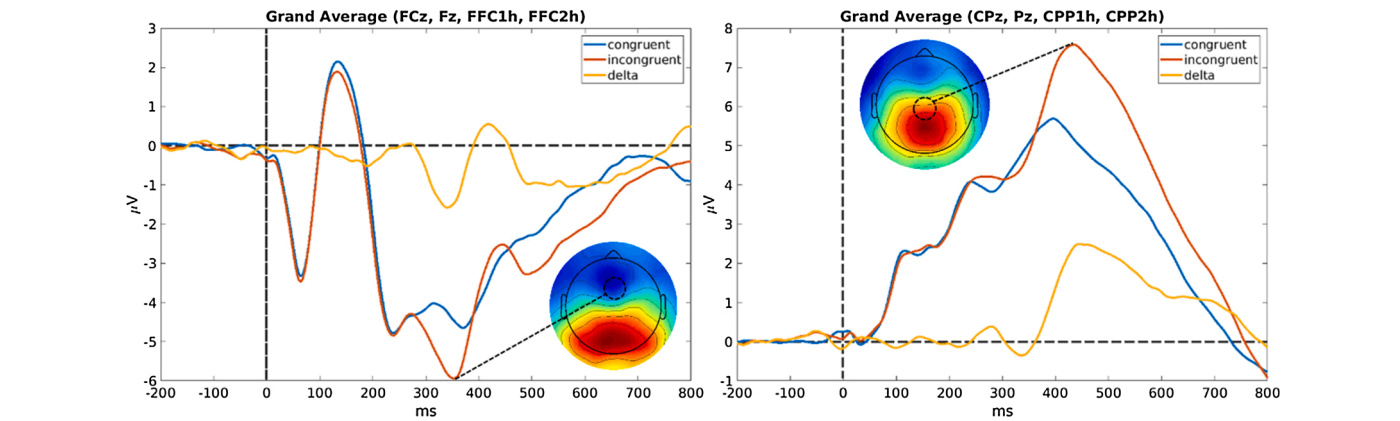 Grand Average (FCz, Fz, FFC1h, FFC2h)
3
2
1
0
-1
-2
-3
-4
-5
-6
μV
congruent
incongruent
delta
-200 -100 0 100 200 300 400 500 600 700 800
ms
Grand Average (CPz, Pz, CPP1h, CPP2h)
8
7
6
5
4
3
2
1
0
-1
μV
congruent
incongruent
delta
-200 -100 0 100 200 300 400 500 600 700 800
ms